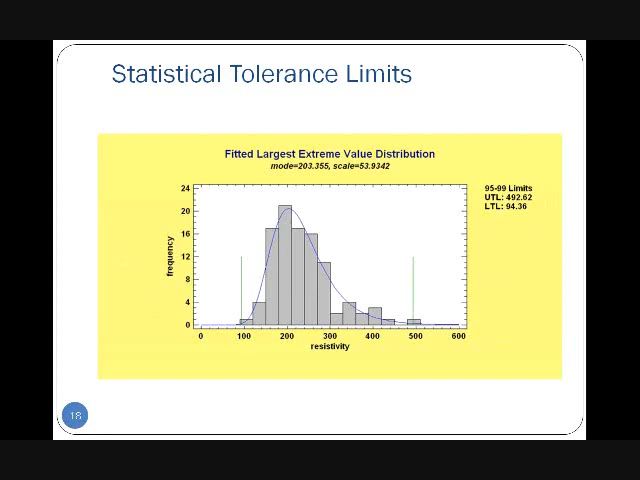 Statistical Tolerance Limits
Fitted Largest Extreme Value Distribution
mode=203.355, scale=53.9342
95-99 Limits
UTL: 492.62
LTL: 94.36
frequency
24
20
16
12
8
4
0
0 100 200 300 400 500 600
resistivity
18